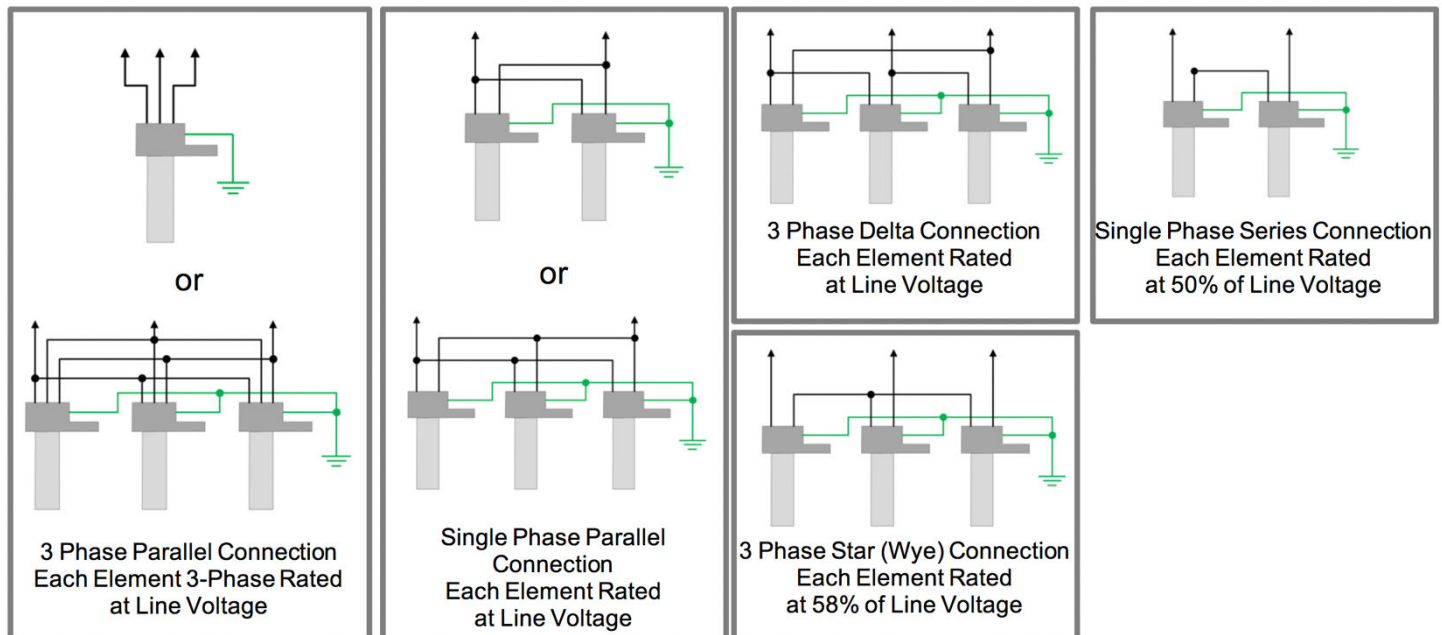 or
3 Phase Parallel Connection
Each Element 3-Phase Rated
at Line Voltage
or
Single Phase Parallel
Connection
Each Element Rated
at Line Voltage
3 Phase Delta Connection
Each Element Rated
at Line Voltage
3 Phase Star (Wye) Connection
Each Element Rated
at 58% of Line Voltage
Single Phase Series Connection
Each Element Rated
at 50% of Line Voltage